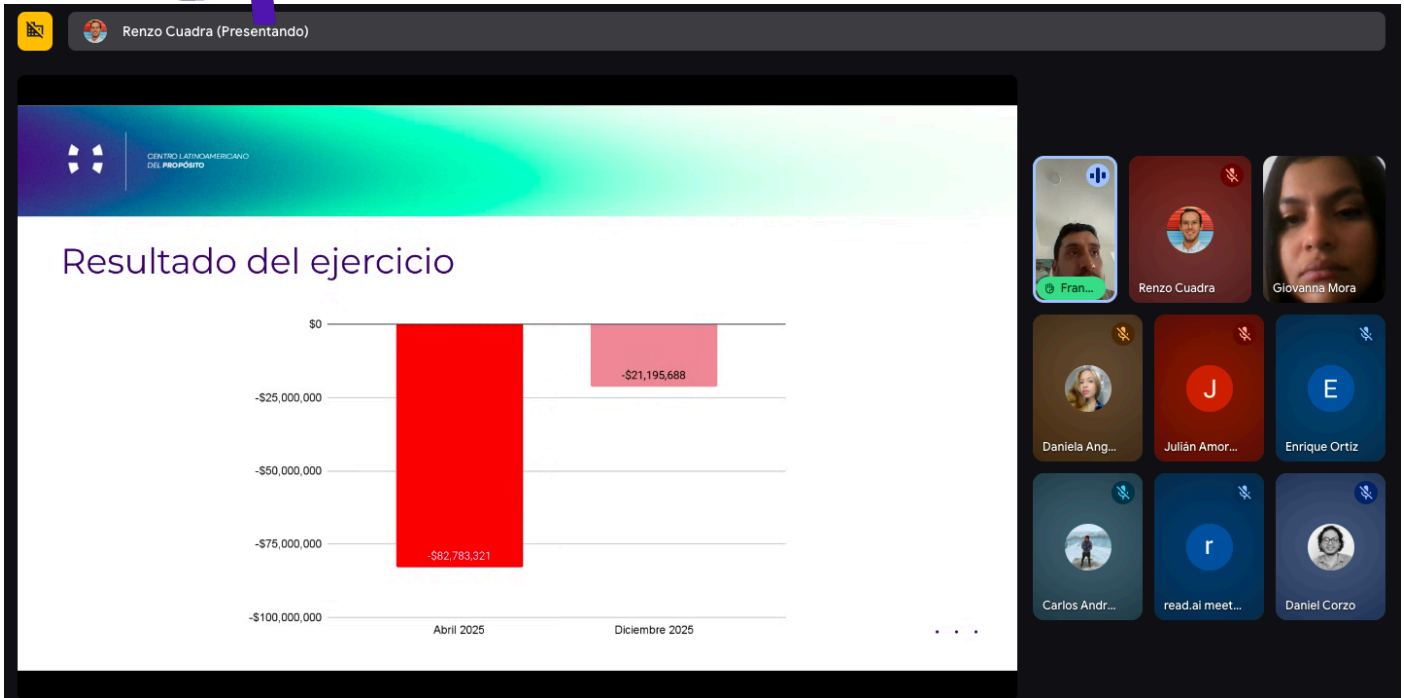 Renzo Cuadra (Presentando)
CENTRO LATINOAMERICANO
DEL PROPÓSITO
Resultado del ejercicio
$0
-$25,000,000
-$50,000,000
-$75,000,000
-$100,000,000
-$82,783,321
-$21,195,688
Abril 2025
Diciembre 2025
Fran...
Renzo Cuadra
Giovanna Mora
Daniela Ang...
J
Julián Amor...
E
Enrique Ortiz
Carlos Andr...
r
read.ai meet...
Daniel Corzo